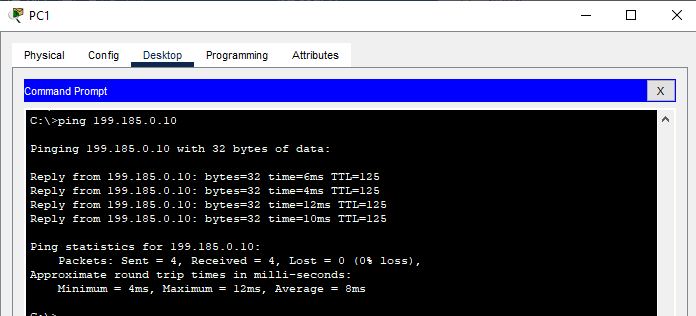 PC1
Physical Config Desktop Programming Attributes
Command Prompt X
C:\>ping 199.185.0.10
Pinging 199.185.0.10 with 32 bytes of data:
Reply from 199.185.0.10: bytes=32 time=6ms TTL=125
Reply from 199.185.0.10: bytes=32 time=4ms TTL=125
Reply from 199.185.0.10: bytes=32 time=12ms TTL=125
Reply from 199.185.0.10: bytes=32 time=10ms TTL=125
Ping statistics for 199.185.0.10:
Packets: Sent = 4, Received = 4, Lost = 0 (0% loss),
Approximate round trip times in milli-seconds:
Minimum = 4ms, Maximum = 12ms, Average = 8ms